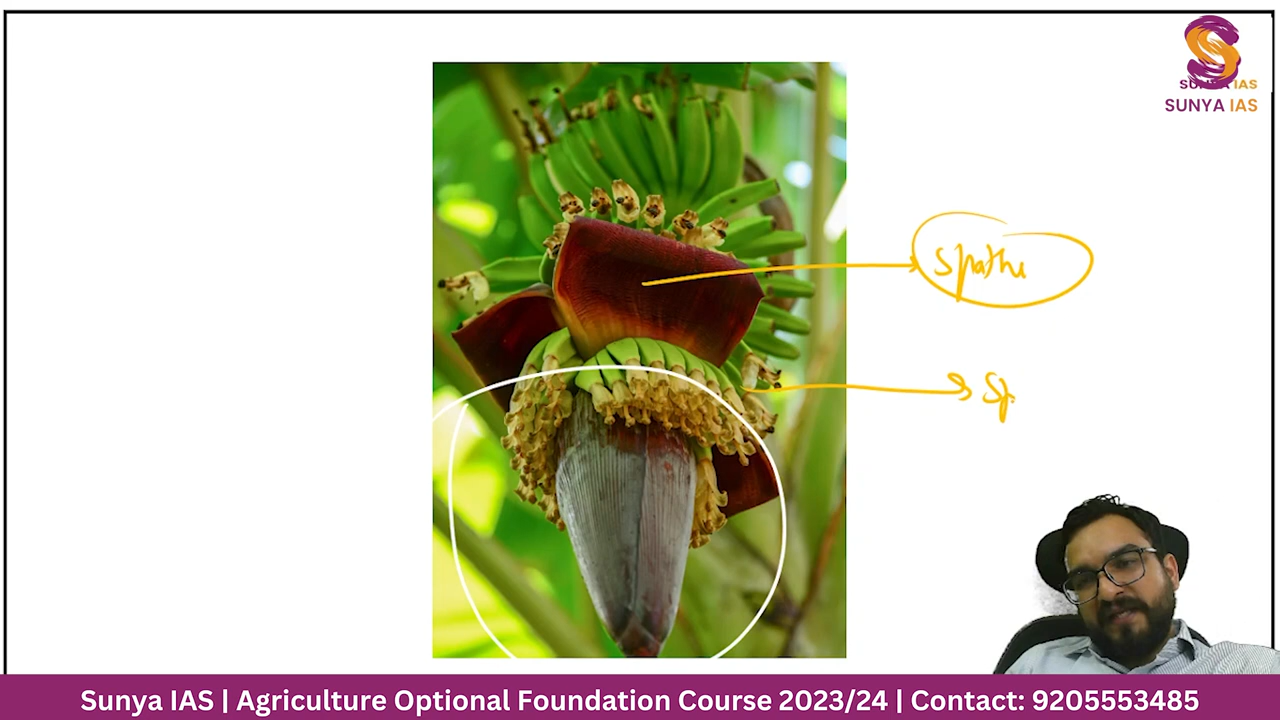 SUNYA IAS
SUNYA IAS
Spathe
Sp.
Sunya IAS | Agriculture Optional Foundation Course 2023/24 | Contact: 9205553485